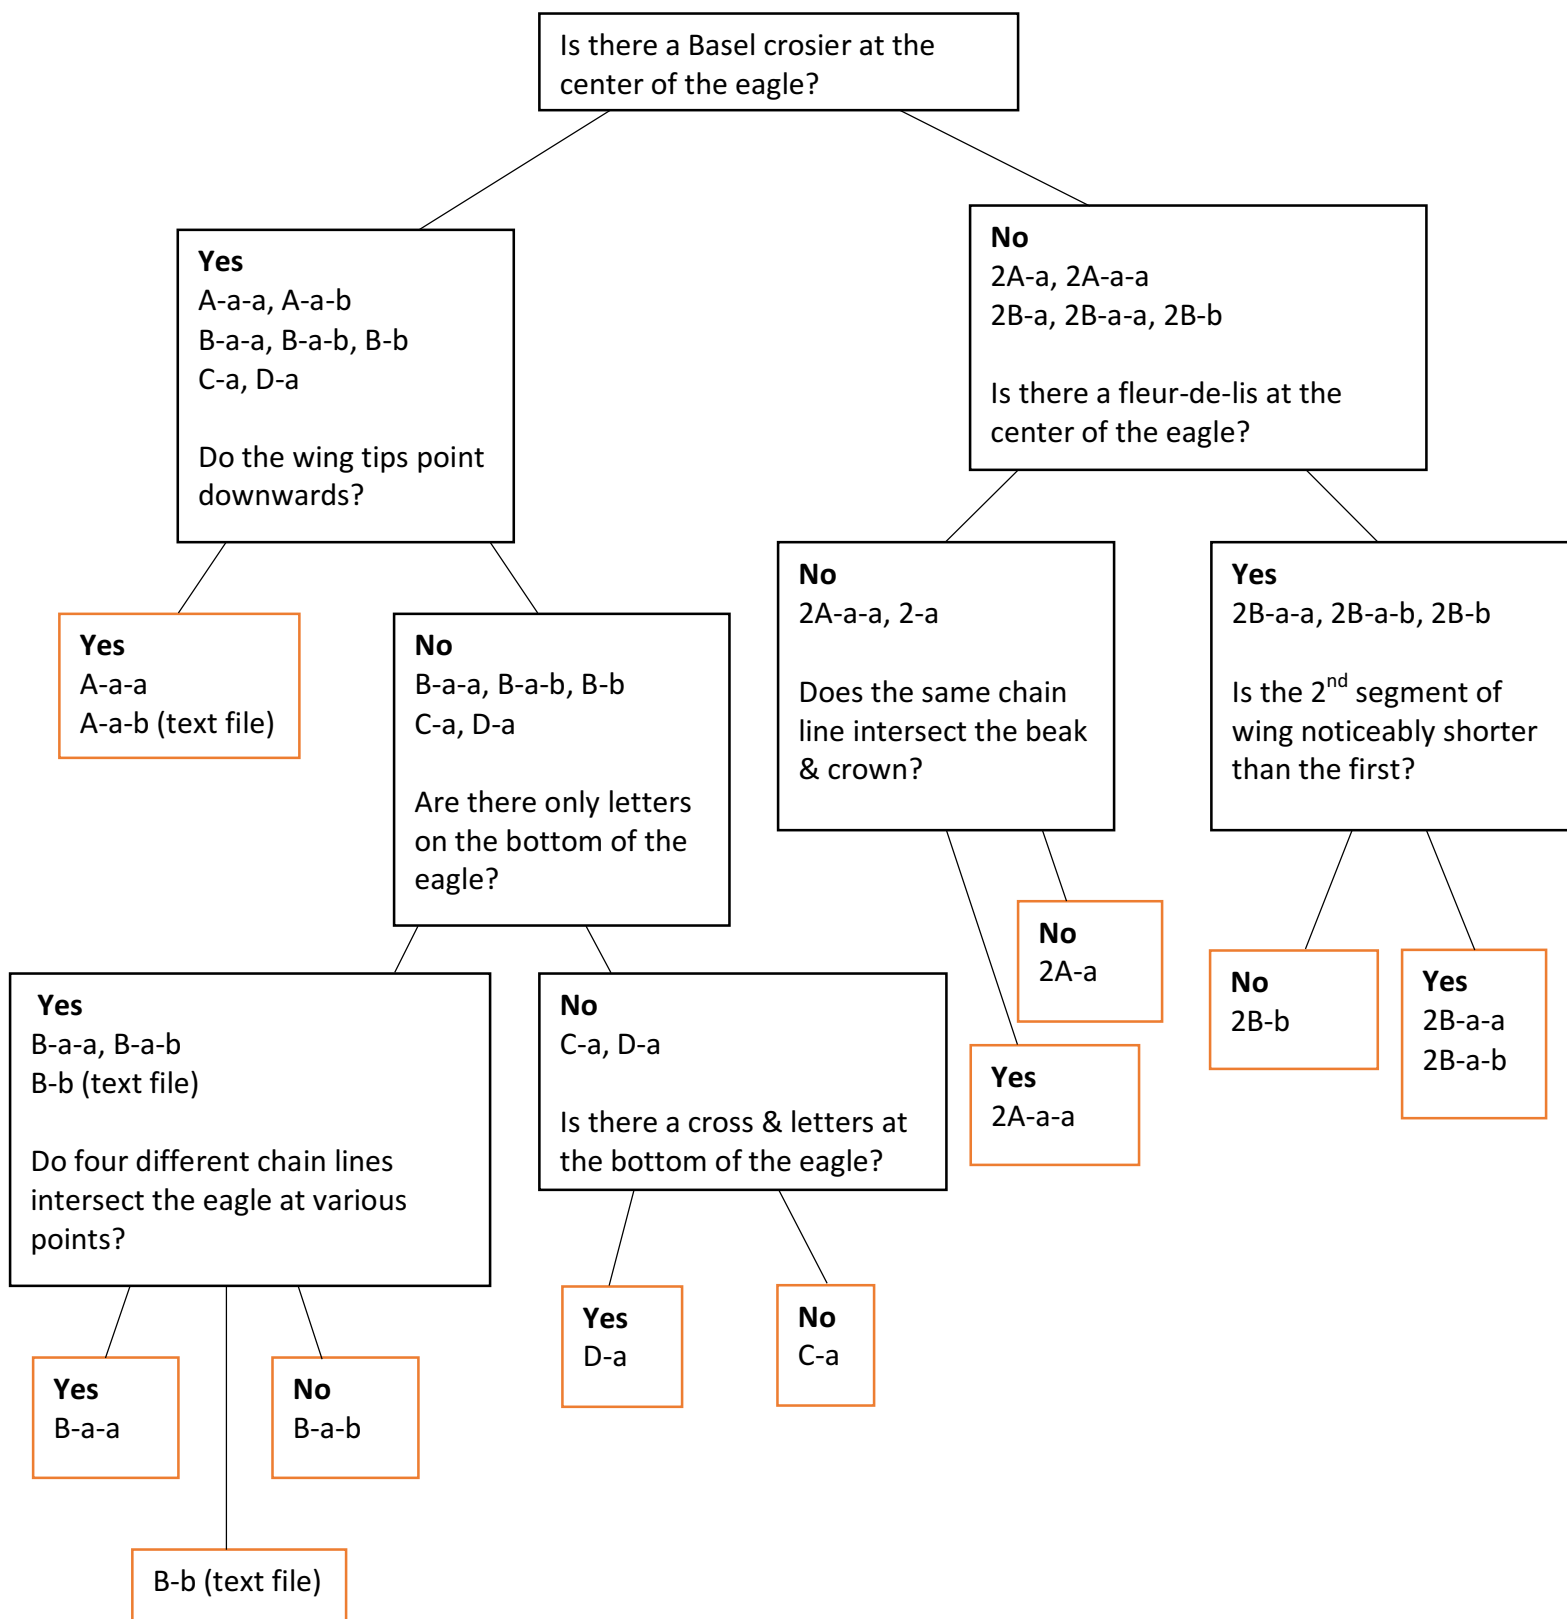 Is there a Basel crosier at the
center of the eagle?
Yes
A-a-a, A-a-b
B-a-a, B-a-b, B-b
C-a, D-a
Do the wing tips point
downwards?
No
2A-a, 2A-a-a
2B-a, 2B-a-a, 2B-b
Is there a fleur-de-lis at the
center of the eagle?
Yes
A-a-a
A-a-b (text file)
No
B-a-a, B-a-b, B-b
C-a, D-a
Are there only letters
on the bottom of the
eagle?
No
2A-a-a, 2-a
Does the same chain
line intersect the beak
& crown?
Yes
2B-a-a, 2B-a-b, 2B-b
Is the 2nd segment of
wing noticeably shorter
than the first?
Yes
B-a-a, B-a-b
B-b (text file)
Do four different chain lines
intersect the eagle at various
points?
No
C-a, D-a
Is there a cross & letters at
the bottom of the eagle?
No
2A-a
Yes
2A-a-a
No
2B-b
Yes
2B-a-a
2B-a-b
Yes
B-a-a
No
B-a-b
B-b (text file)
Yes
D-a
No
C-a